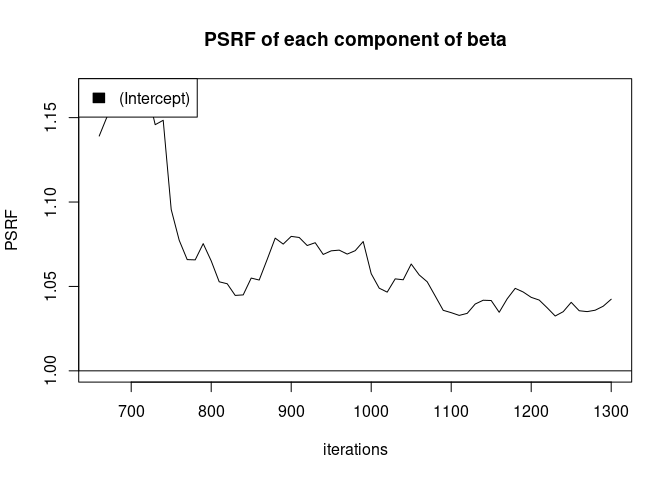 PSRF of each component of beta
(Intercept)
PSRF
1.15
1.10
1.05
1.00
700 800 900 1000 1100 1200 1300
iterations